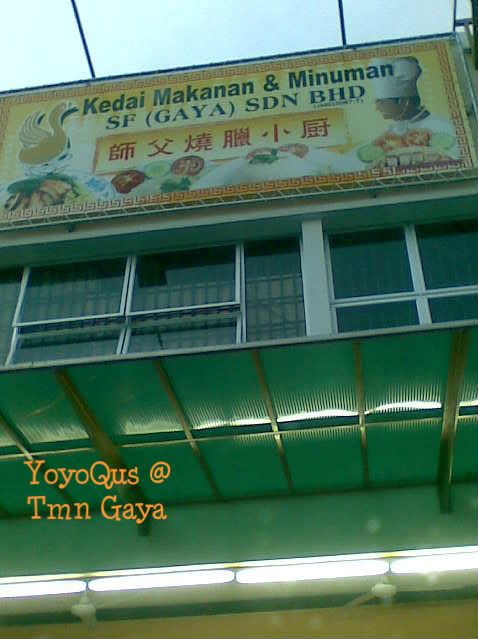 Kedai Makanan & Minuman
SF (GAYA) SDN BHD
師父燒臘小厨
YoyoQus @
Tmn Gaya